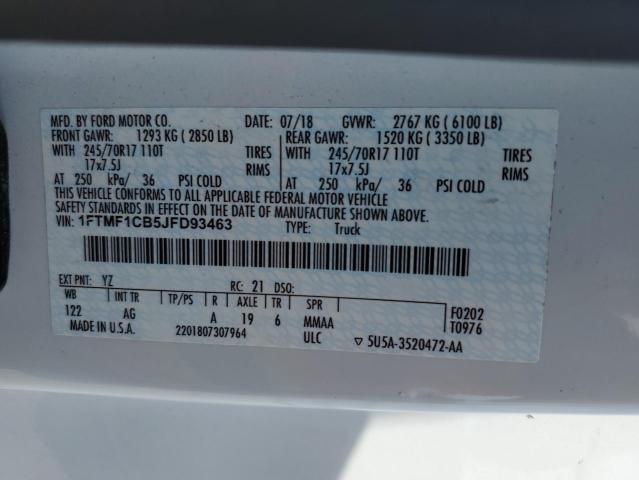 MFD. BY FORD MOTOR CO. DATE: 07/18 GVWR: 2767 KG ( 6100 LB)
FRONT GAWR: 1293 KG ( 2850 LB) REAR GAWR: 1520 KG ( 3350 LB)
WITH 245/70R17 110T TIRES WITH 245/70R17 110T TIRES
17x7.5J RIMS 17x7.5J RIMS
AT 250 kPa/ 36 PSI COLD AT 250 kPa/ 36 PSI COLD
THIS VEHICLE CONFORMS TO ALL APPLICABLE FEDERAL MOTOR VEHICLE
SAFETY STANDARDS IN EFFECT ON THE DATE OF MANUFACTURE SHOWN ABOVE.
VIN: 1FTMF1CB5JFD93463 TYPE: Truck
EXT PNT: YZ RC: 21 DSO:
WB INT TR TP/PS R AXLE TR SPR F0202
122 AG A 19 6 MMAA T0976
MADE IN U.S.A. 2201807307964 ULC ▽ 5U5A-3520472-AA